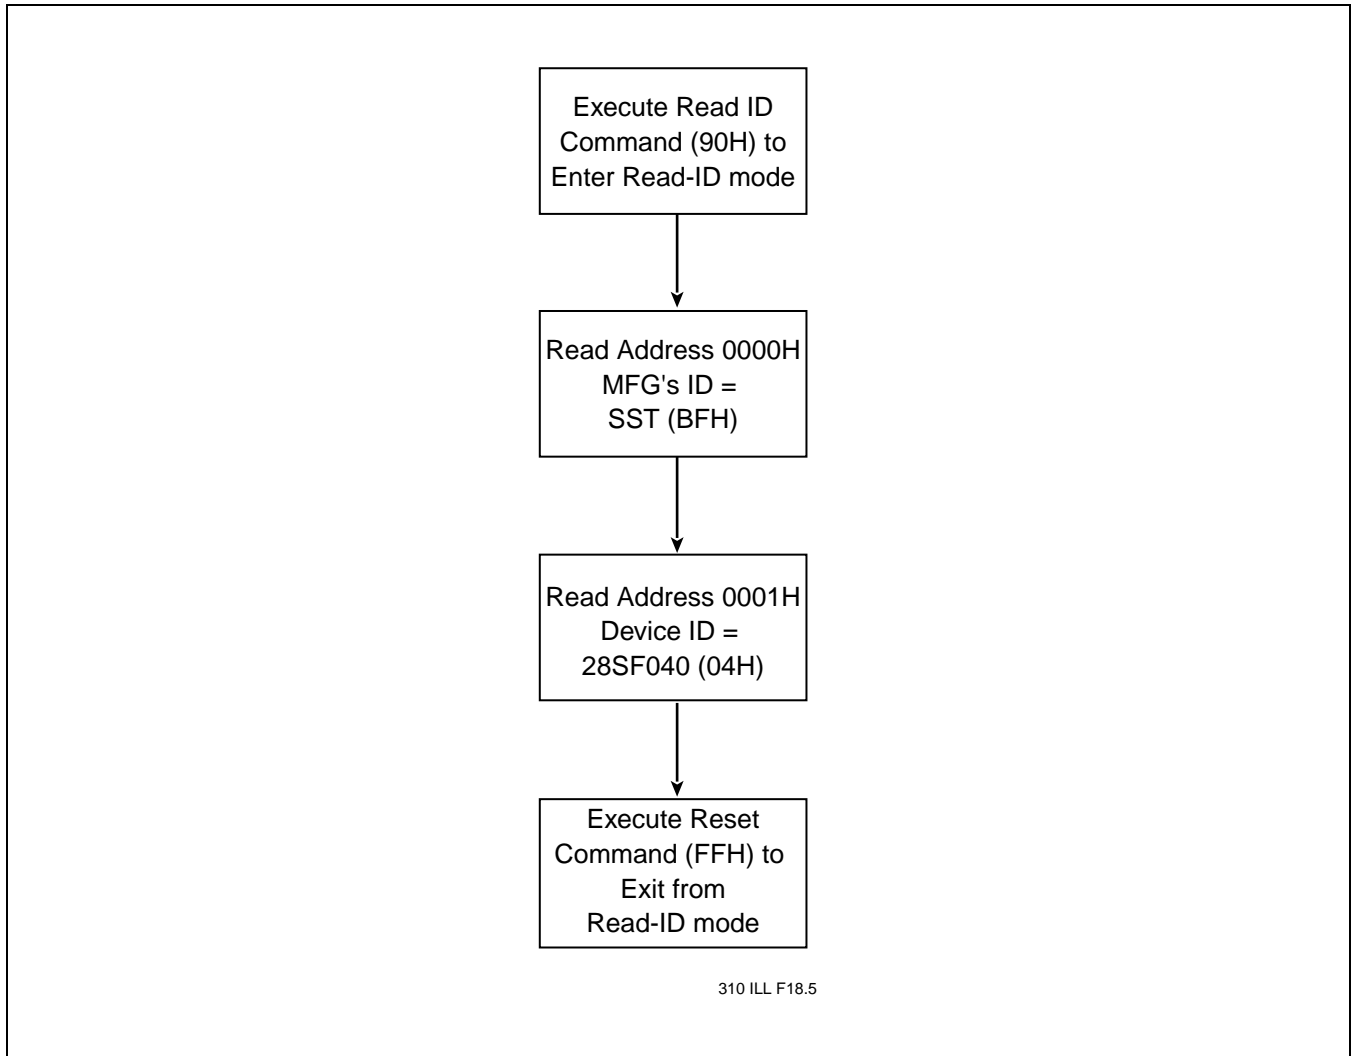 Execute Read ID
Command (90H) to
Enter Read-ID mode
Read Address 0000H
MFG's ID =
SST (BFH)
Read Address 0001H
Device ID =
28SF040 (04H)
Execute Reset
Command (FFH) to
Exit from
Read-ID mode
310 ILL F18.5